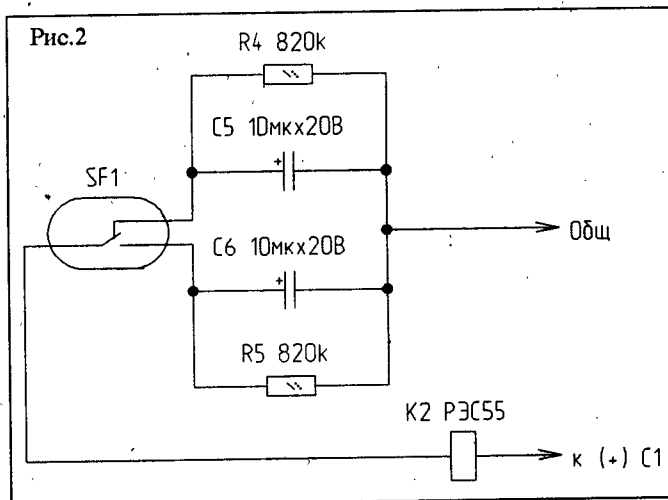 Рис.2
R4 820k
C5 10мкх20В
SF1
Общ
C6 10мкх20В
R5 820k
K2 РЭС55
к (+) C1